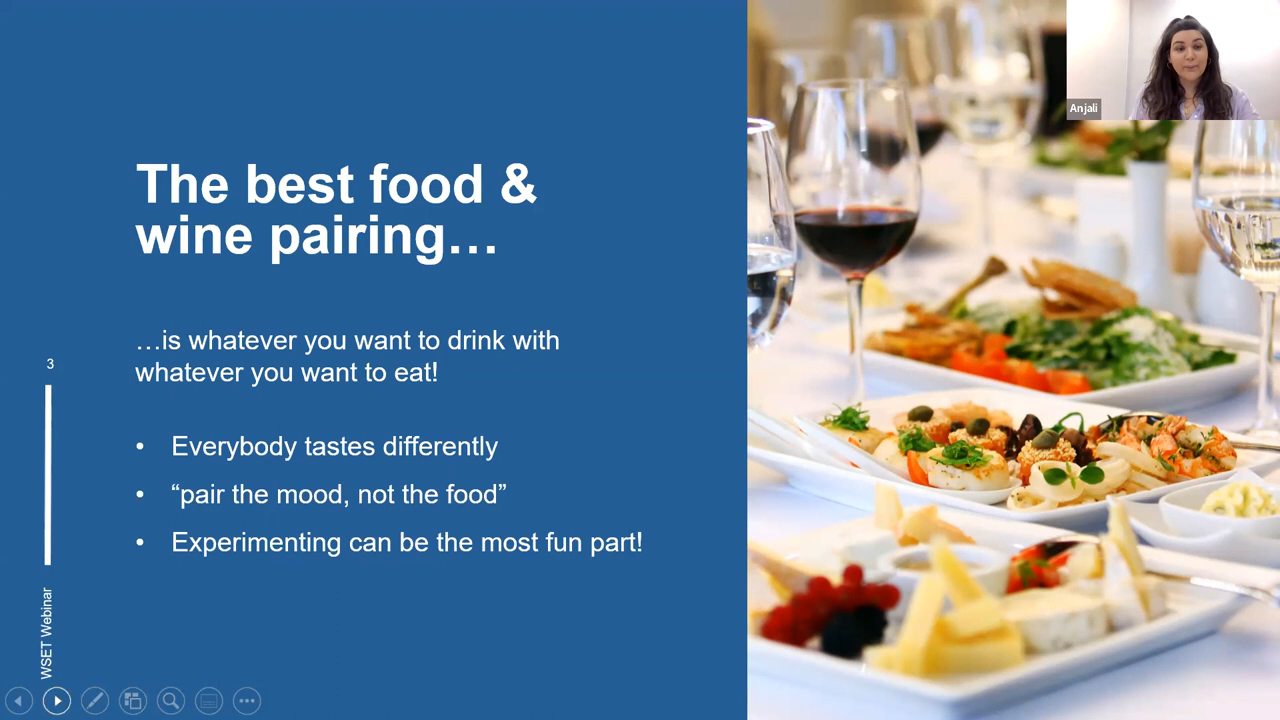 Anjali
The best food &
wine pairing…
…is whatever you want to drink with
whatever you want to eat!
3
• Everybody tastes differently
• “pair the mood, not the food”
• Experimenting can be the most fun part!
WSET Webinar